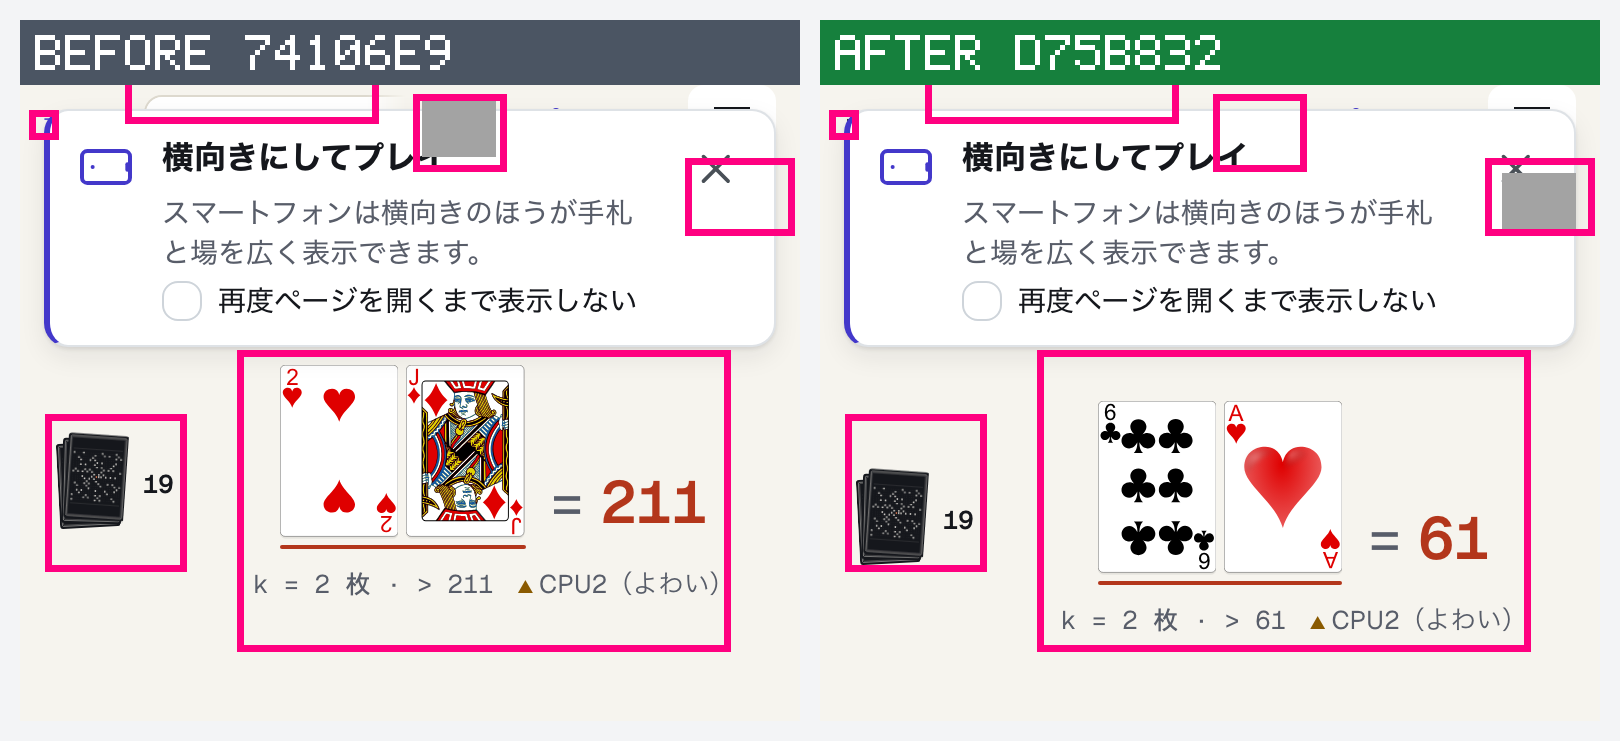 BEFORE 74106E9
横向きにしてプレイ
スマートフォンは横向きのほうが手札
と場を広く表示できます。
再度ページを開くまで表示しない
2
J
2
J
19
= 211
k = 2 枚 · > 211 ▲CPU2（よわい）
AFTER D75B832
横向きにしてプレイ
スマートフォンは横向きのほうが手札
と場を広く表示できます。
再度ページを開くまで表示しない
6
A
6
A
19
= 61
k = 2 枚 · > 61 ▲CPU2（よわい）